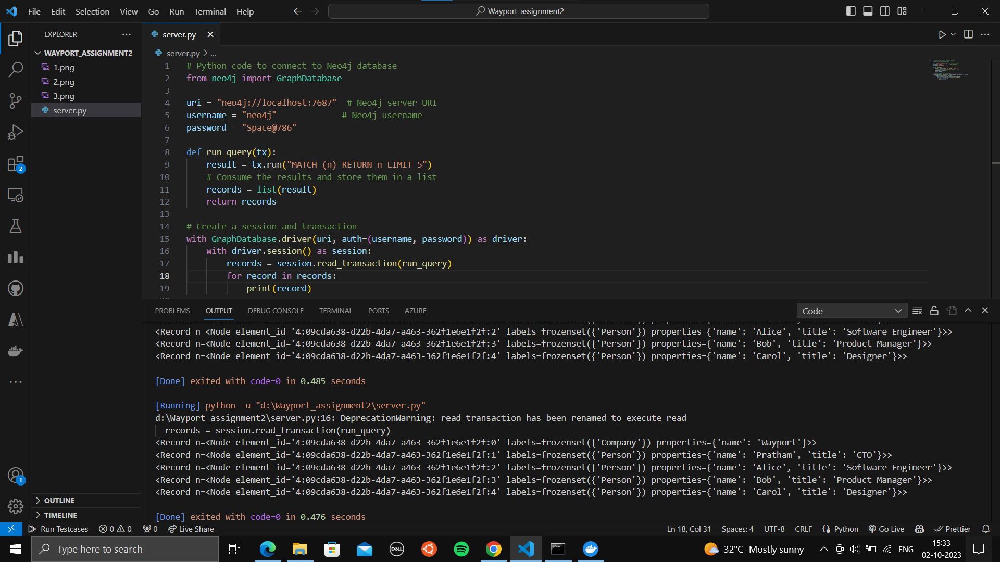 File Edit Selection View Go Run Terminal Help
Wayport_assignment2
EXPLORER
WAYPORT_ASSIGNMENT2
1.png
2.png
3.png
server.py
2
1
OUTLINE
TIMELINE
server.py
server.py > ...
1 # Python code to connect to Neo4j database
2 from neo4j import GraphDatabase
3
4 uri = "neo4j://localhost:7687"  # Neo4j server URI
5 username = "neo4j"             # Neo4j username
6 password = "Space@786"
7
8 def run_query(tx):
9     result = tx.run("MATCH (n) RETURN n LIMIT 5")
10     # Consume the results and store them in a list
11     records = list(result)
12     return records
13
14 # Create a session and transaction
15 with GraphDatabase.driver(uri, auth=(username, password)) as driver:
16     with driver.session() as session:
17         records = session.read_transaction(run_query)
18         for record in records:
19             print(record)
PROBLEMS OUTPUT DEBUG CONSOLE TERMINAL PORTS AZURE
Code
<Record n=<Node element_id='4:09cda638-d22b-4da7-a463-362f1e6e1f2f:2' labels=frozenset({'Person'}) properties={'name': 'Alice', 'title': 'Software Engineer'}>>
<Record n=<Node element_id='4:09cda638-d22b-4da7-a463-362f1e6e1f2f:3' labels=frozenset({'Person'}) properties={'name': 'Bob', 'title': 'Product Manager'}>>
<Record n=<Node element_id='4:09cda638-d22b-4da7-a463-362f1e6e1f2f:4' labels=frozenset({'Person'}) properties={'name': 'Carol', 'title': 'Designer'}>>
[Done] exited with code=0 in 0.485 seconds
[Running] python -u "d:\Wayport_assignment2\server.py"
d:\Wayport_assignment2\server.py:16: DeprecationWarning: read_transaction has been renamed to execute_read
records = session.read_transaction(run_query)
<Record n=<Node element_id='4:09cda638-d22b-4da7-a463-362f1e6e1f2f:0' labels=frozenset({'Company'}) properties={'name': 'Wayport'}>>
<Record n=<Node element_id='4:09cda638-d22b-4da7-a463-362f1e6e1f2f:1' labels=frozenset({'Person'}) properties={'name': 'Pratham', 'title': 'CTO'}>>
<Record n=<Node element_id='4:09cda638-d22b-4da7-a463-362f1e6e1f2f:2' labels=frozenset({'Person'}) properties={'name': 'Alice', 'title': 'Software Engineer'}>>
<Record n=<Node element_id='4:09cda638-d22b-4da7-a463-362f1e6e1f2f:3' labels=frozenset({'Person'}) properties={'name': 'Bob', 'title': 'Product Manager'}>>
<Record n=<Node element_id='4:09cda638-d22b-4da7-a463-362f1e6e1f2f:4' labels=frozenset({'Person'}) properties={'name': 'Carol', 'title': 'Designer'}>>
[Done] exited with code=0 in 0.476 seconds
Run Testcases 0 0 0 Live Share Ln 18, Col 31 Spaces: 4 UTF-8 CRLF Python Go Live Prettier
Type here to search
DELL
32°C Mostly sunny
ENG
15:33
02-10-2023